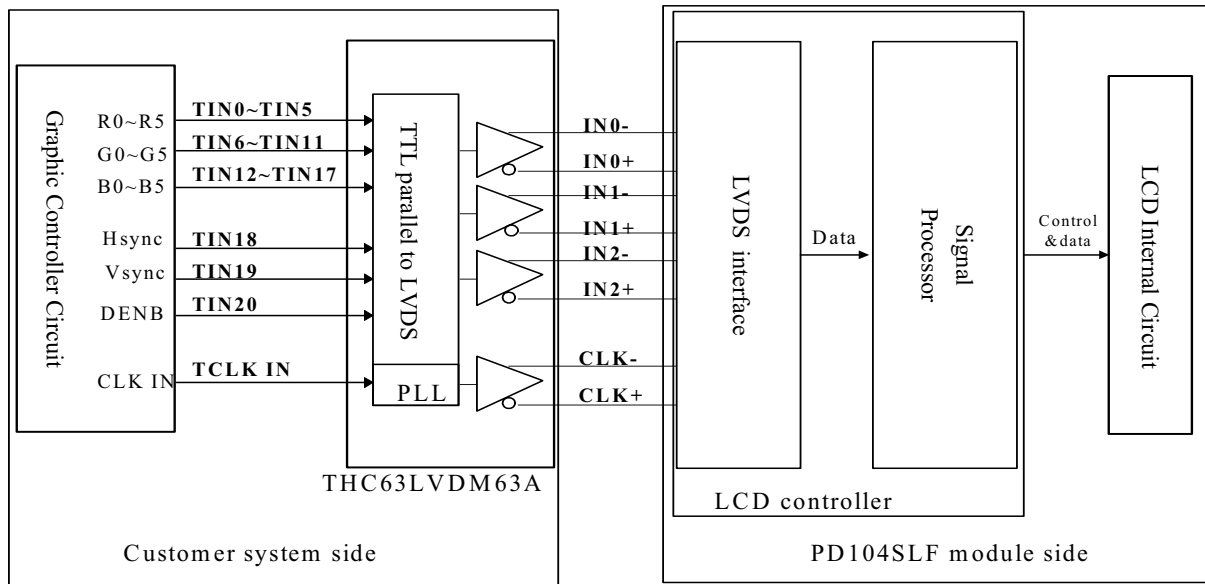 Graphic Controller Circuit
R0~R5
G0~G5
B0~B5
Hsync
Vsync
DENB
CLK IN
TIN0~TIN5
TIN6~TIN11
TIN12~TIN17
TIN18
TIN19
TIN20
TCLK IN
TTL parallel to LVDS
PLL
THC63LVDM63A
Customer system side
IN0-
IN0+
IN1-
IN1+
IN2-
IN2+
CLK-
CLK+
LVDS interface
Data
Signal
Processor
LCD controller
Control
&data
LCD Internal Circuit
PD104SLF module side